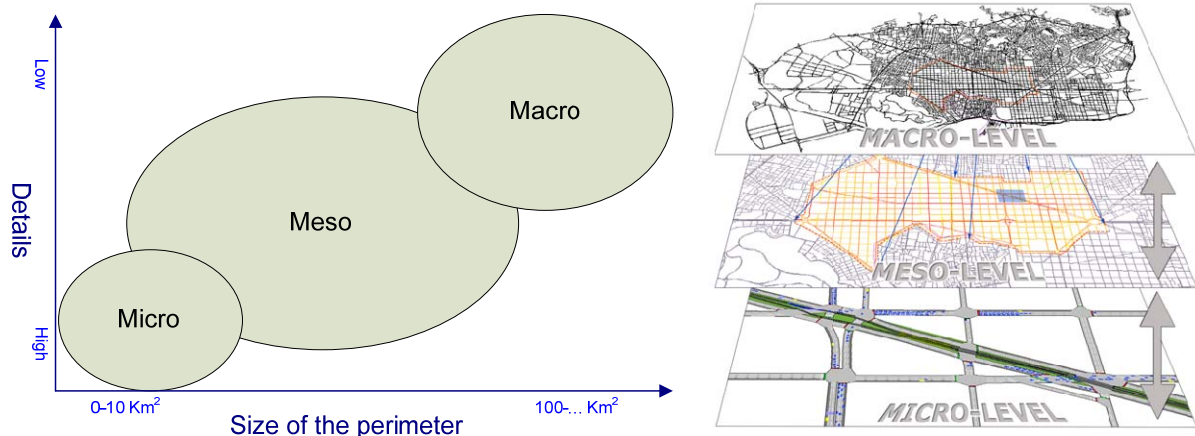 Details
Low
High
Macro
Meso
Micro
0-10 Km²
100-... Km²
Size of the perimeter
MACRO-LEVEL
MESO-LEVEL
MICRO-LEVEL